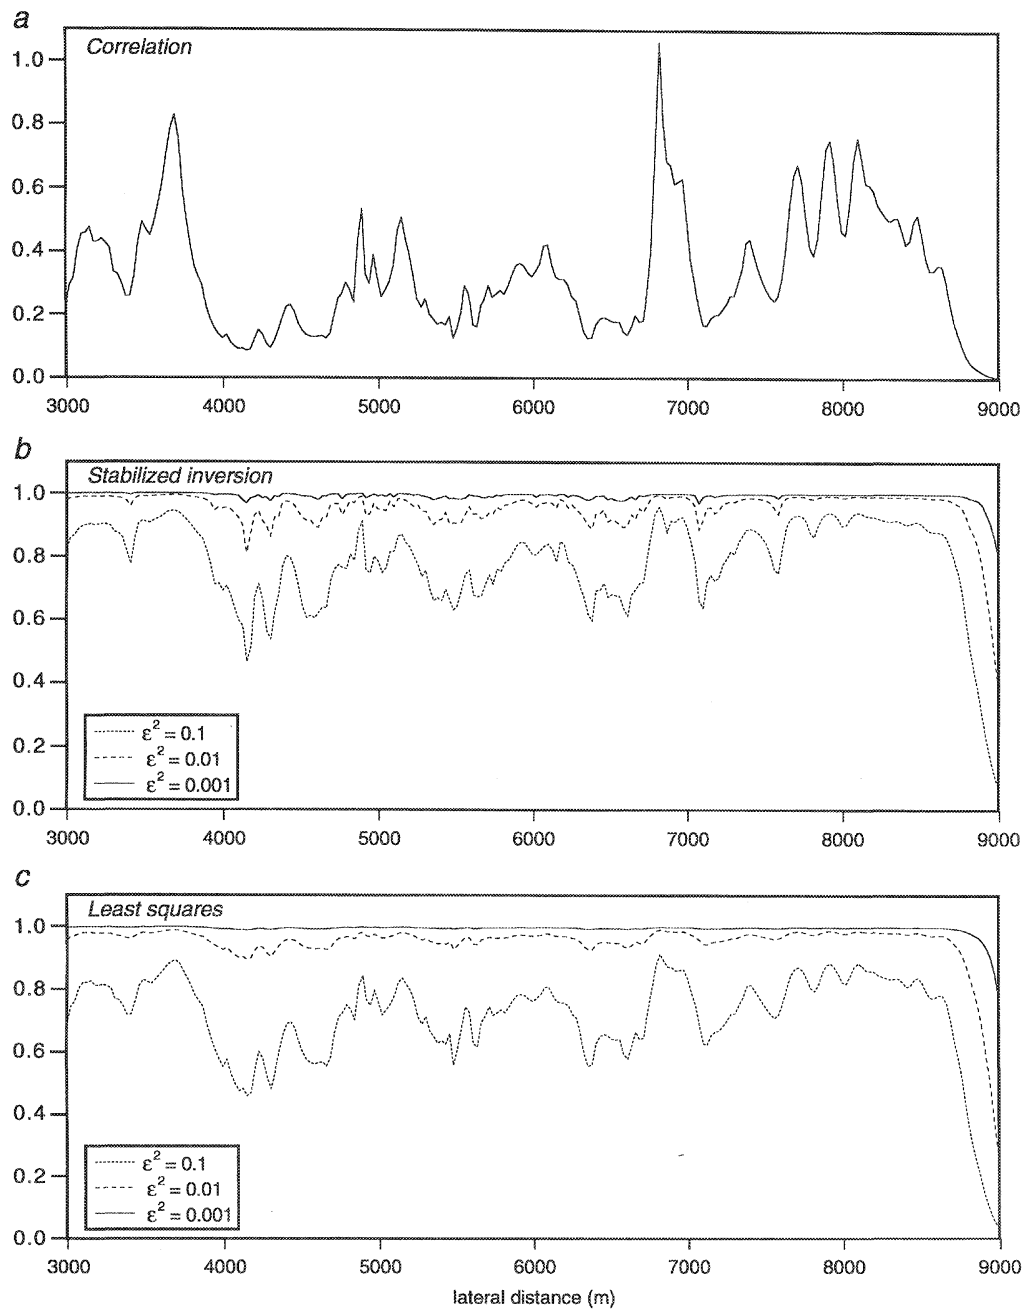 a
Correlation
1.0
0.8
0.6
0.4
0.2
0.0
3000 4000 5000 6000 7000 8000 9000
b
Stabilized inversion
1.0
0.8
0.6
0.4
0.2
0.0
ε² = 0.1
ε² = 0.01
ε² = 0.001
3000 4000 5000 6000 7000 8000 9000
c
Least squares
1.0
0.8
0.6
0.4
0.2
0.0
ε² = 0.1
ε² = 0.01
ε² = 0.001
3000 4000 5000 6000 7000 8000 9000
lateral distance (m)